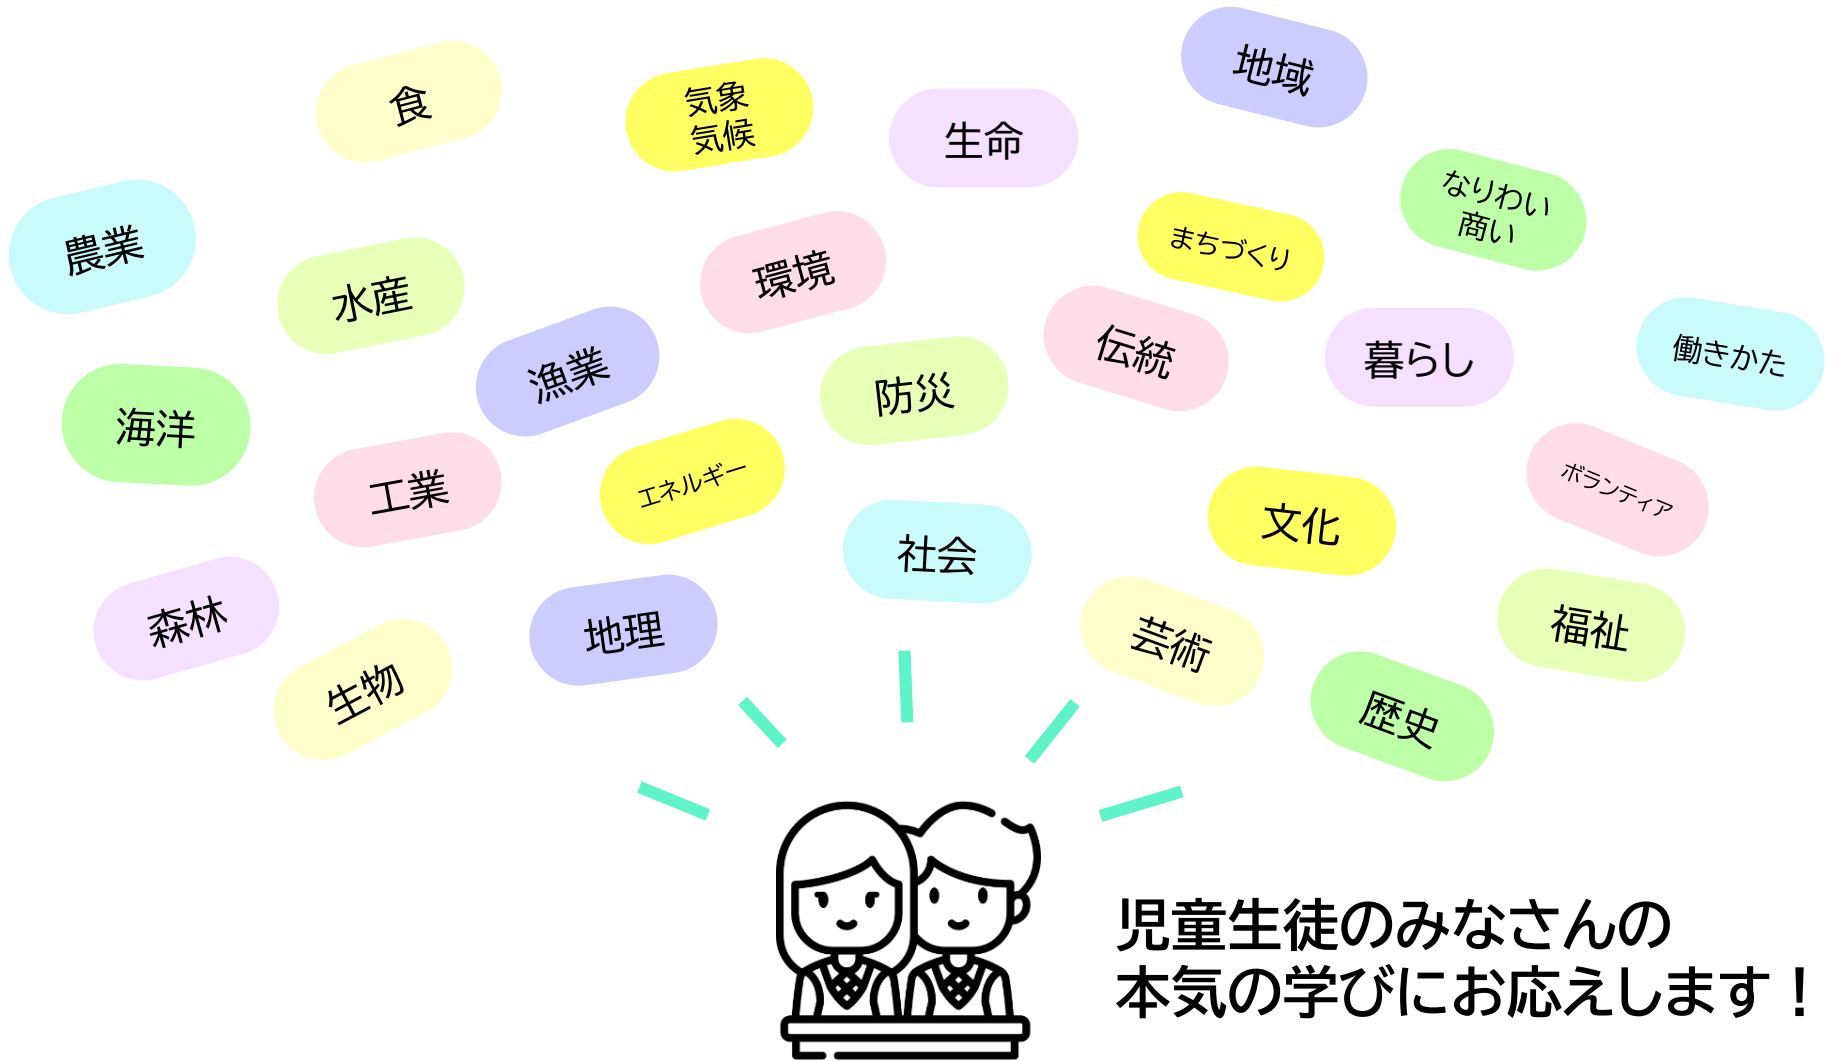 食
気象
気候
生命
地域
農業
水産
環境
まちづくり
なりわい
商い
海洋
漁業
防災
伝統
暮らし
働きかた
工業
エネルギー
社会
文化
ボランティア
森林
生物
地理
芸術
歴史
福祉
児童生徒のみなさんの
本気の学びにお応えします！